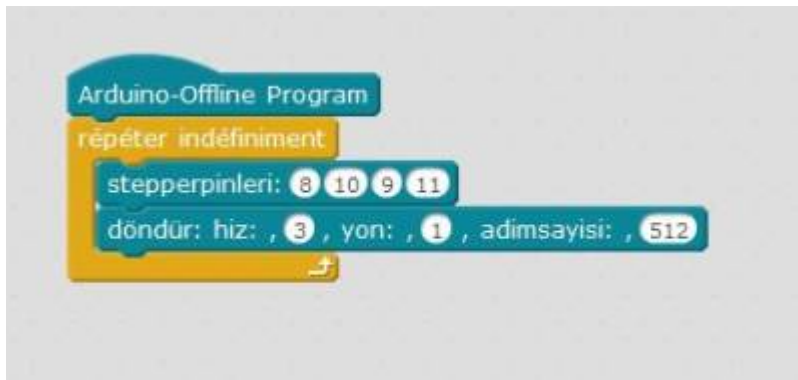 Arduino-Offline Program
répéter indéfiniment
stepperpinleri: 8 10 9 11
döndür: hiz: , 3 , yon: , 1 , adimsayisi: , 512